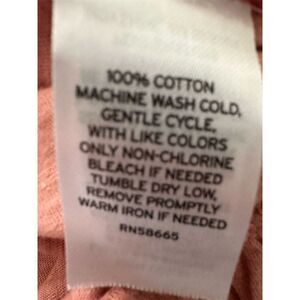 100% COTTON
MACHINE WASH COLD,
GENTLE CYCLE,
WITH LIKE COLORS
ONLY NON-CHLORINE
BLEACH IF NEEDED
TUMBLE DRY LOW,
REMOVE PROMPTLY
WARM IRON IF NEEDED
RN58665